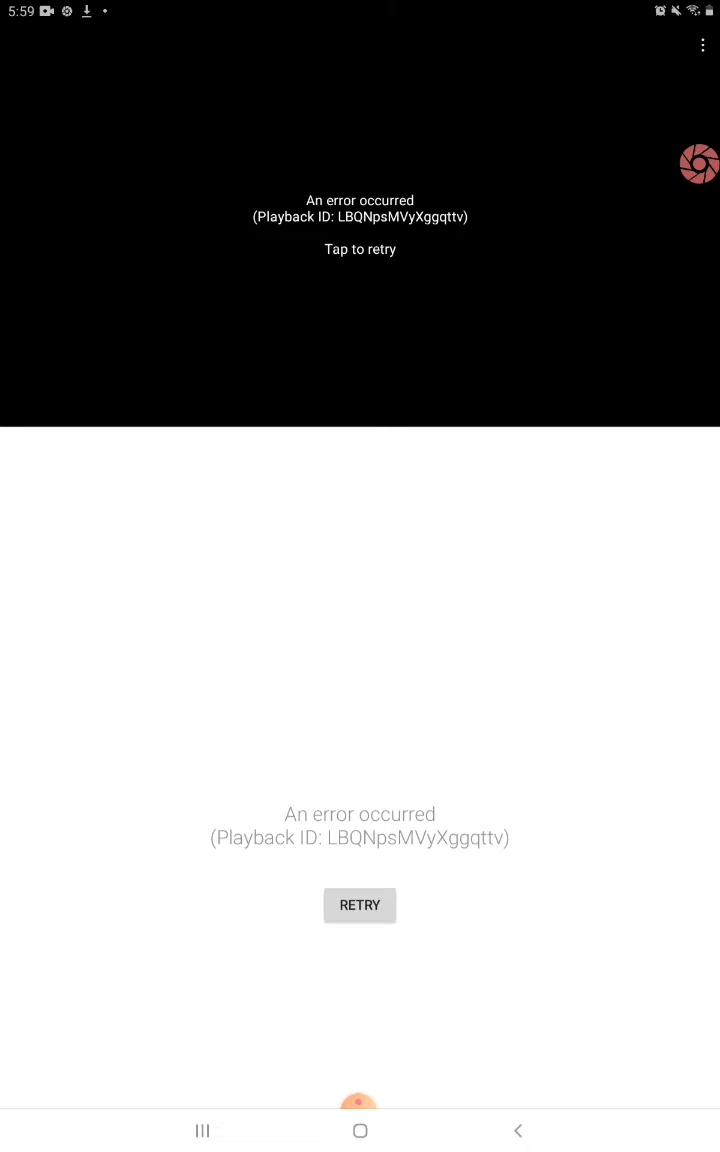 5:59
An error occurred
(Playback ID: LBQNpsMVyXggqttv)
Tap to retry
An error occurred
(Playback ID: LBQNpsMVyXggqttv)
RETRY